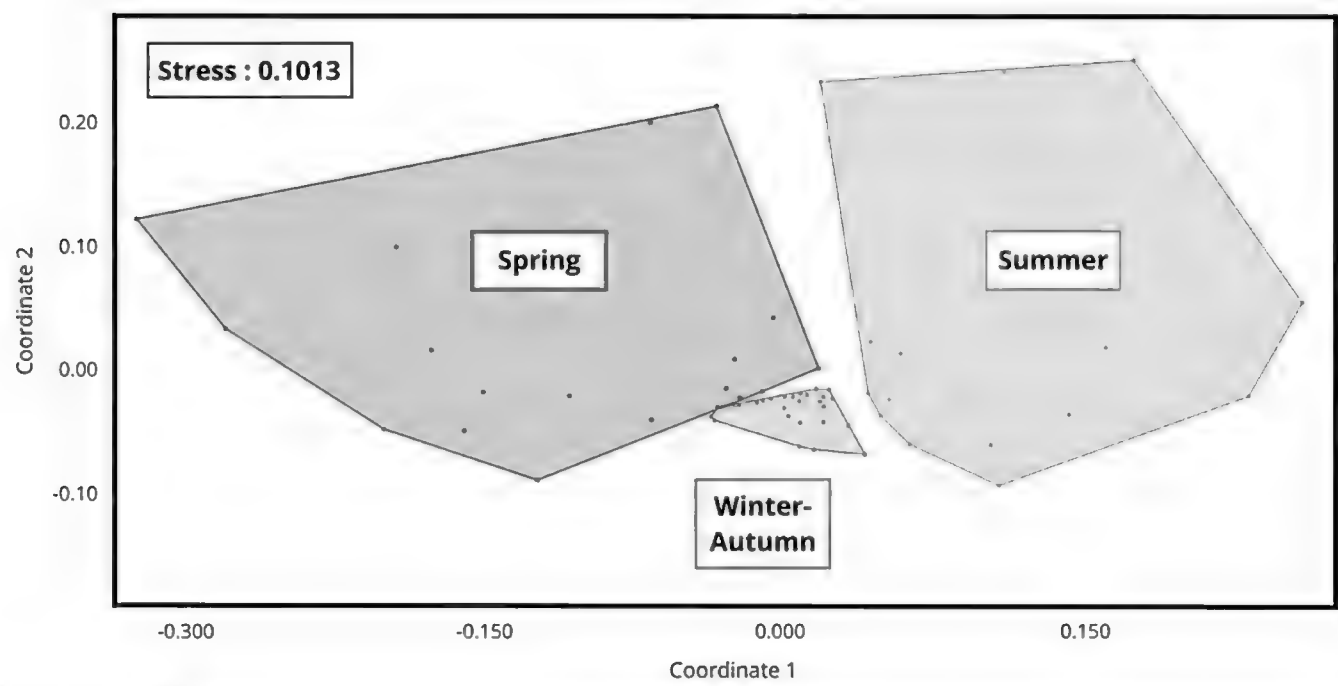 Stress : 0.1013
0.20
0.10
0.00
-0.10
Coordinate 2
Spring
Summer
Winter-
Autumn
-0.300
-0.150
0.000
0.150
Coordinate 1